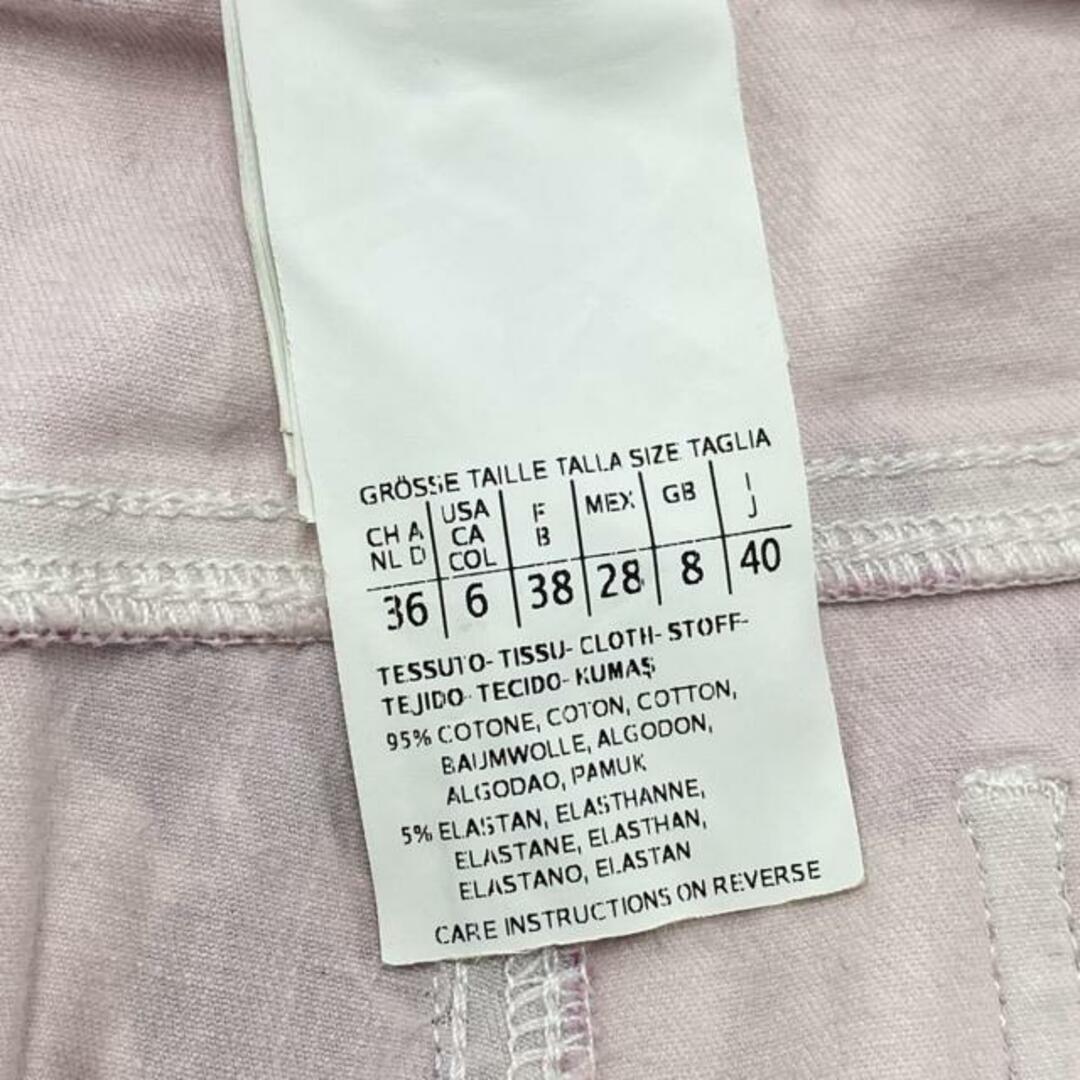 GRÖSSE TAILLE TALLA SIZE TAGLIA
CH A USA F MEX GB I
NL D CA B J
COL
36 6 38 28 8 40
TESSUTO- TISSU- CLOTH- STOFF-
TEJIDO- TECIDO- KUMAŞ
95% COTONE, COTON, COTTON,
BAUMWOLLE, ALGODON,
ALGODAO, PAMUK
5% ELASTAN, ELASTHANNE,
ELASTANE, ELASTHAN,
ELASTANO, ELASTAN
CARE INSTRUCTIONS ON REVERSE